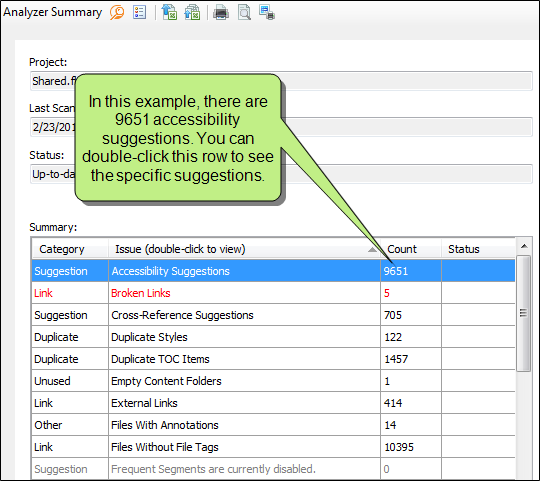 Analyzer Summary
Project:
Shared.f
Last Scan
2/23/201
Status:
Up-to-da
In this example, there are
9651 accessibility
suggestions. You can
double-click this row to see
the specific suggestions.
Summary:
Category Issue (double-click to view) Count Status
Suggestion Accessibility Suggestions 9651
Link Broken Links 5
Suggestion Cross-Reference Suggestions 705
Duplicate Duplicate Styles 122
Duplicate Duplicate TOC Items 1457
Unused Empty Content Folders 1
Link External Links 414
Other Files With Annotations 14
Link Files Without File Tags 10395
Suggestion Frequent Segments are currently disabled. 0